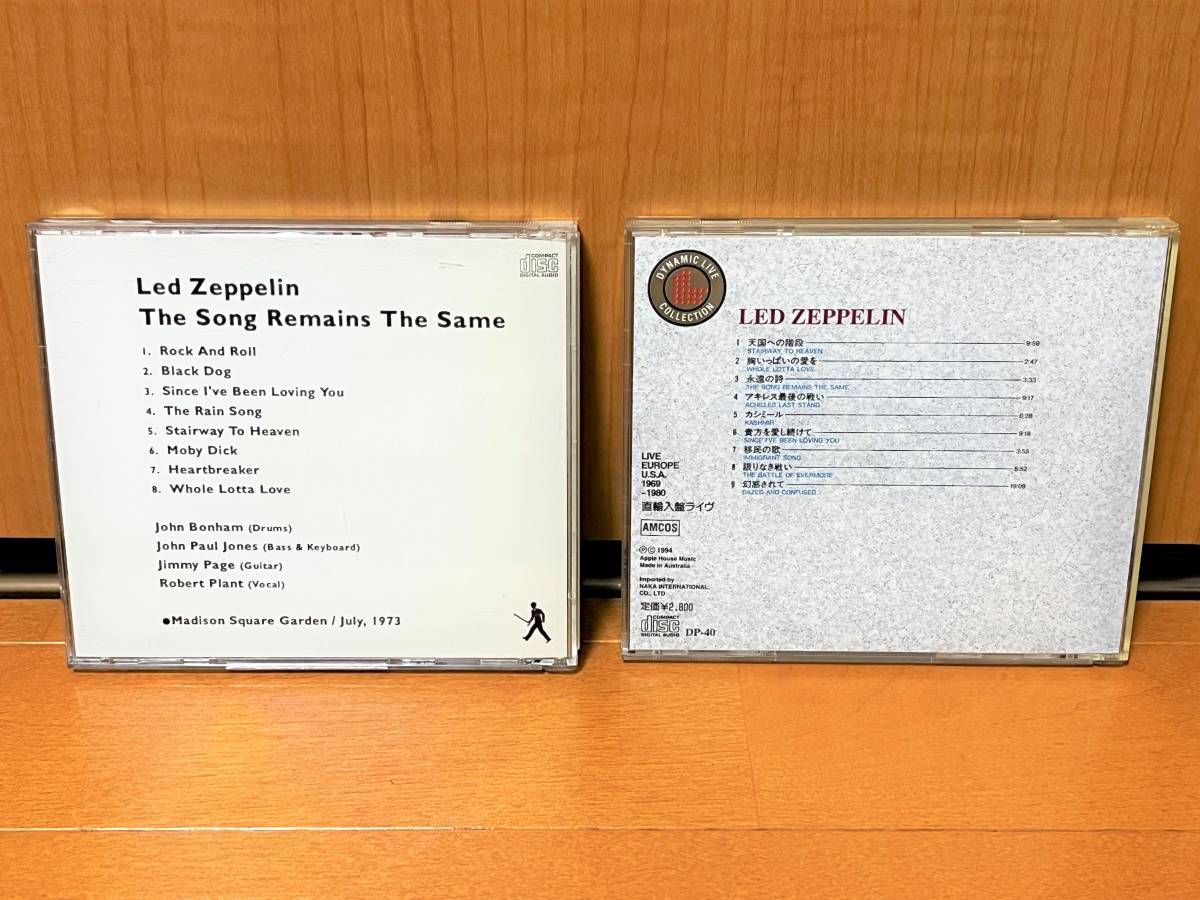 COMPACT
disc
DIGITAL AUDIO
Led Zeppelin
The Song Remains The Same
1. Rock And Roll
2. Black Dog
3. Since I've Been Loving You
4. The Rain Song
5. Stairway To Heaven
6. Moby Dick
7. Heartbreaker
8. Whole Lotta Love
John Bonham (Drums)
John Paul Jones (Bass & Keyboard)
Jimmy Page (Guitar)
Robert Plant (Vocal)
●Madison Square Garden / July, 1973
DYNAMIC LIVE
COLLECTION
LED ZEPPELIN
1 天国への階段 9:59
STAIRWAY TO HEAVEN
2 胸いっぱいの愛を 2:47
WHOLE LOTTA LOVE
3 永遠の詩 3:33
THE SONG REMAINS THE SAME
4 アキレス最後の戦い 9:17
ACHILLES LAST STAND
5 カシミール 8:28
KASHMIR
6 貴方を愛し続けて 9:18
SINCE I'VE BEEN LOVING YOU
7 移民の歌 3:55
IMMIGRANT SONG
8 限りなき戦い 5:52
THE BATTLE OF EVERMORE
9 幻惑されて 19:09
DAZED AND CONFUSED
LIVE
EUROPE
U.S.A.
1969
-1980
直輸入盤ライヴ
AMCOS
Ⓟ© 1994
Apple House Music
Made in Australia
Imported by
NAKA INTERNATIONAL
CO., LTD
定価¥2,800
COMPACT
disc
DIGITAL AUDIO
DP-40